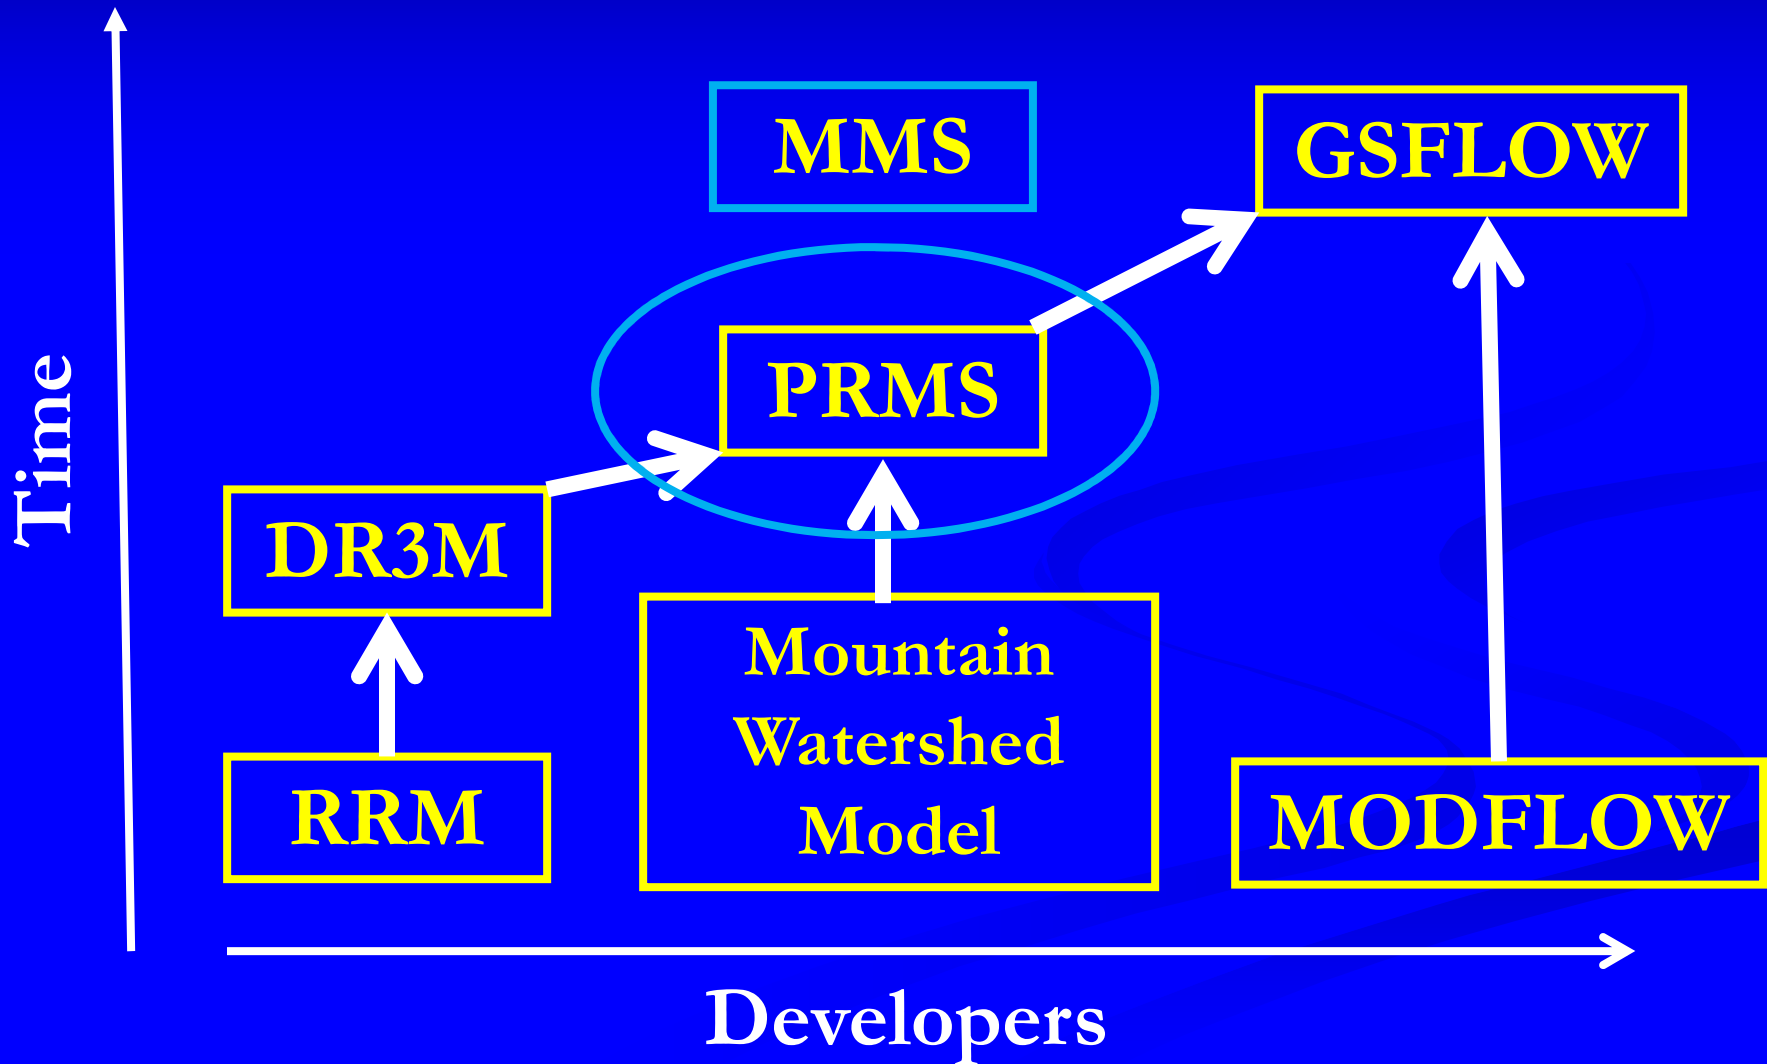 MMS
GSFLOW
PRMS
Time
DR3M
Mountain
Watershed
Model
RRM
MODFLOW
Developers